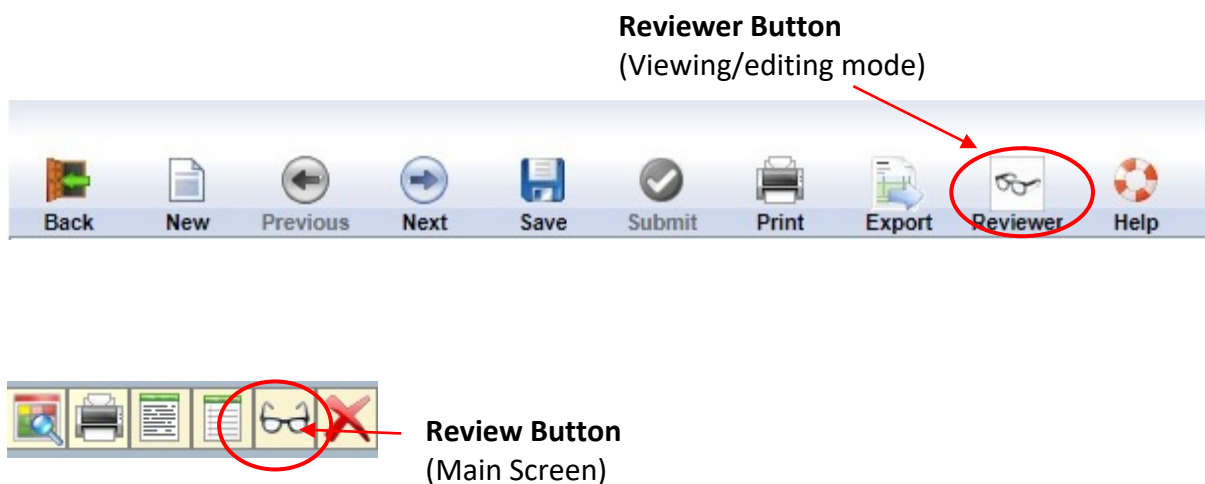 Reviewer Button
(Viewing/editing mode)
Back New Previous Next Save Submit Print Export Reviewer Help
Review Button
(Main Screen)